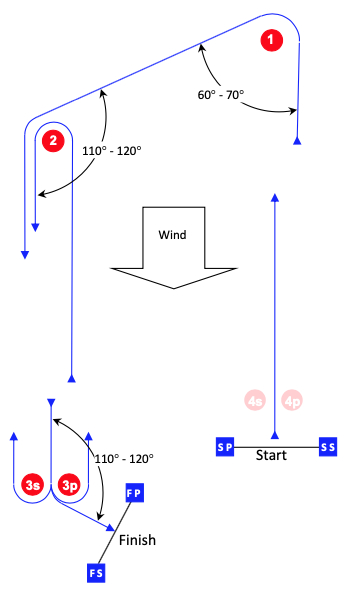 1
60° - 70°
2
110° - 120°
Wind
4s 4p
SP SS
Start
110° - 120°
3s 3p
FP
Finish
FS